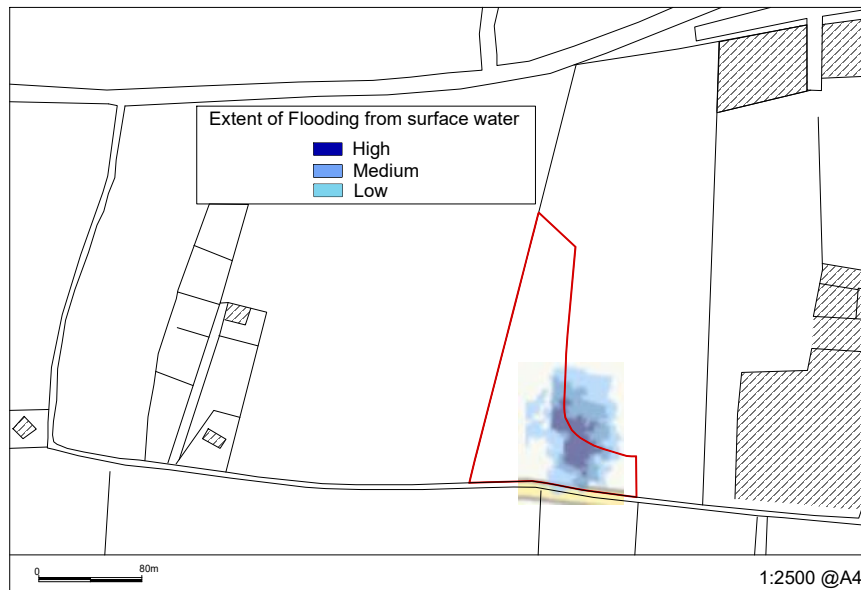 Extent of Flooding from surface water
High
Medium
Low
0 80m
1:2500 @A4